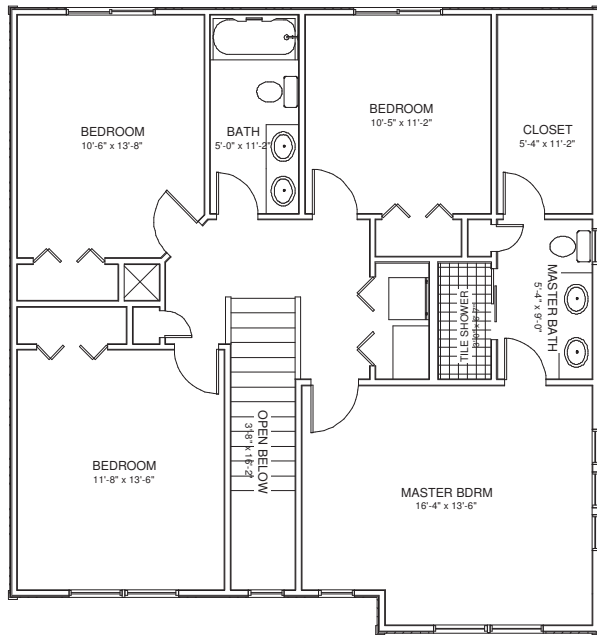 BEDROOM
10'-6" x 13'-8"
BATH
5'-0" x 11'-2"
BEDROOM
10'-5" x 11'-2"
CLOSET
5'-4" x 11'-2"
MASTER BATH
5'-4" x 9'-0"
TILE SHOWER
OPEN BELOW
3'-8" x 16'-2"
BEDROOM
11'-8" x 13'-6"
MASTER BDRM
16'-4" x 13'-6"